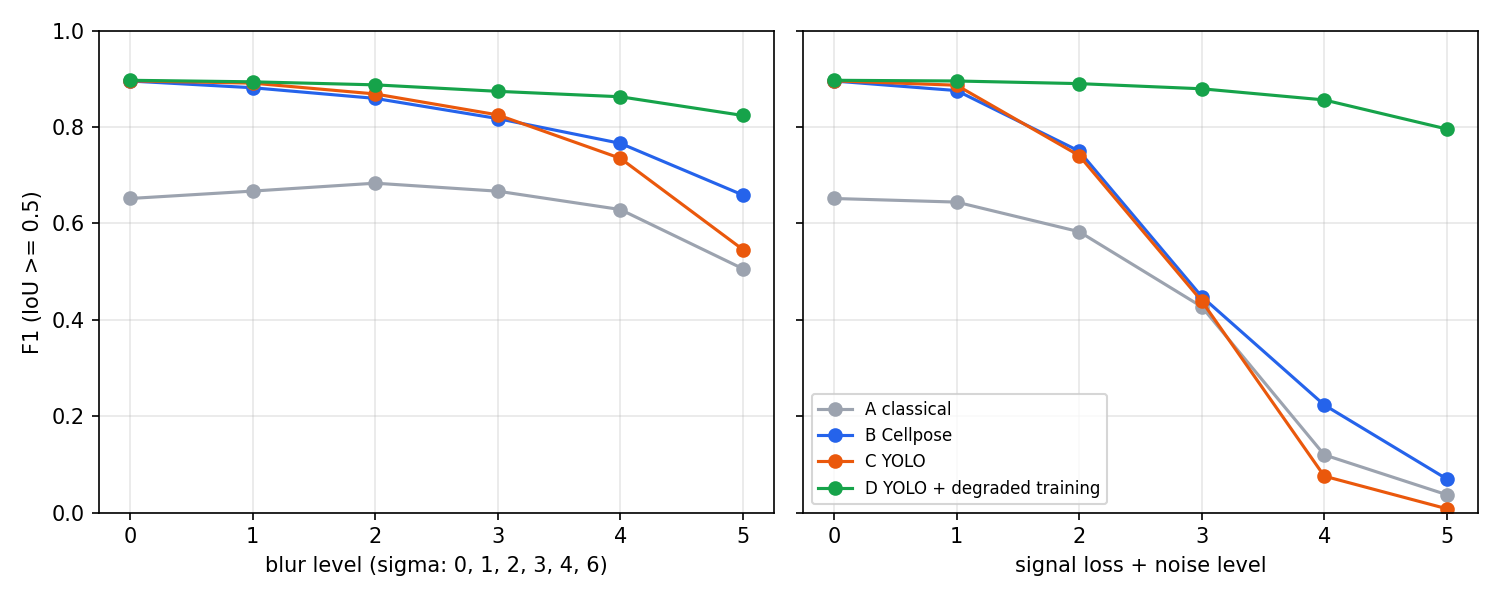 F1 (IoU >= 0.5)
1.0
0.8
0.6
0.4
0.2
0.0
0 1 2 3 4 5
blur level (sigma: 0, 1, 2, 3, 4, 6)
A classical
B Cellpose
C YOLO
D YOLO + degraded training
0 1 2 3 4 5
signal loss + noise level